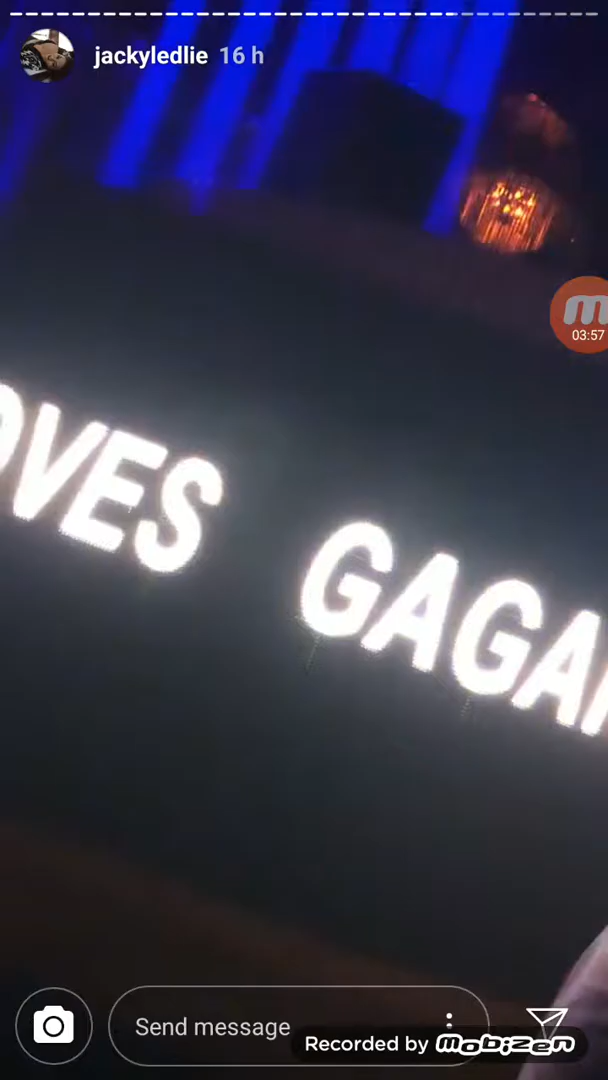 jackyledlie 16 h
03:57
OVES GAGA
Send message
Recorded by mobizen